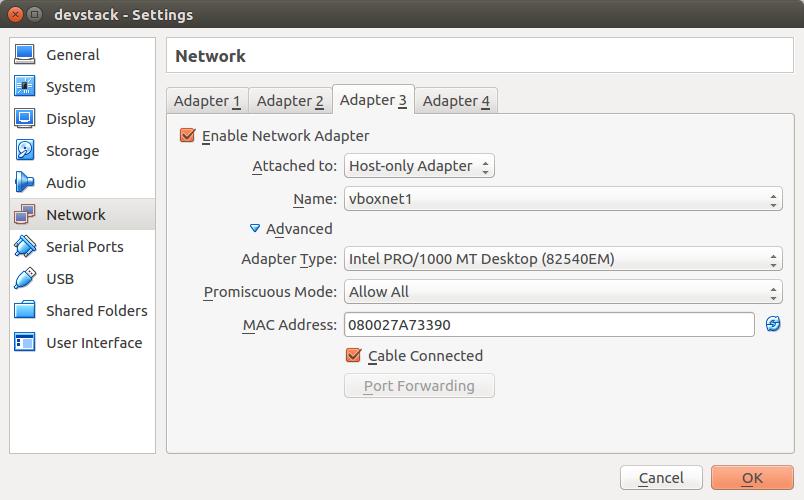 devstack - Settings
General
System
Display
Storage
Audio
Network
Serial Ports
USB
Shared Folders
User Interface
Network
Adapter 1 Adapter 2 Adapter 3 Adapter 4
Enable Network Adapter
Attached to: Host-only Adapter
Name: vboxnet1
Advanced
Adapter Type: Intel PRO/1000 MT Desktop (82540EM)
Promiscuous Mode: Allow All
MAC Address: 080027A73390
Cable Connected
Port Forwarding
Cancel OK